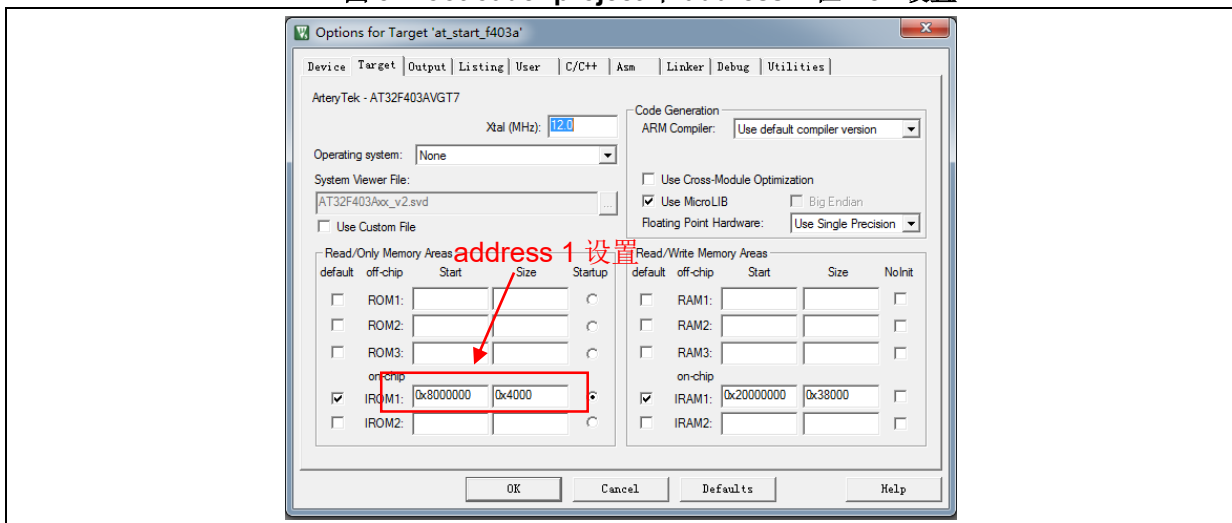 Options for Target 'at_start_f403a'
Device Target Output Listing User C/C++ Asm Linker Debug Utilities
ArteryTek - AT32F403AVGT7
Xtal (MHz): 12.0
Operating system: None
System Viewer File:
AT32F403Axx_v2.svd
...
Use Custom File
Code Generation
ARM Compiler: Use default compiler version
Use Cross-Module Optimization
Use MicroLIB Big Endian
Floating Point Hardware: Use Single Precision
address 1 设置
Read/Only Memory Areas
default off-chip Start Size Startup
ROM1:
ROM2:
ROM3:
on-chip
IROM1: 0x8000000 0x4000
IROM2:
Read/Write Memory Areas
default off-chip Start Size NoInit
RAM1:
RAM2:
RAM3:
on-chip
IRAM1: 0x20000000 0x38000
IRAM2:
OK Cancel Defaults Help